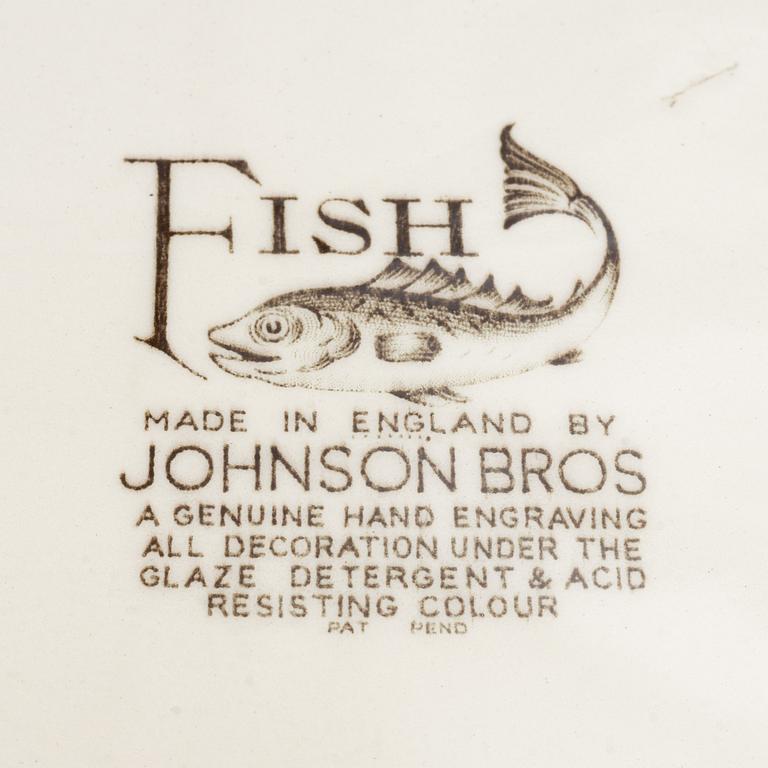 FISH
MADE IN ENGLAND BY
JOHNSON BROS
A GENUINE HAND ENGRAVING
ALL DECORATION UNDER THE
GLAZE DETERGENT & ACID
RESISTING COLOUR
PAT PEND